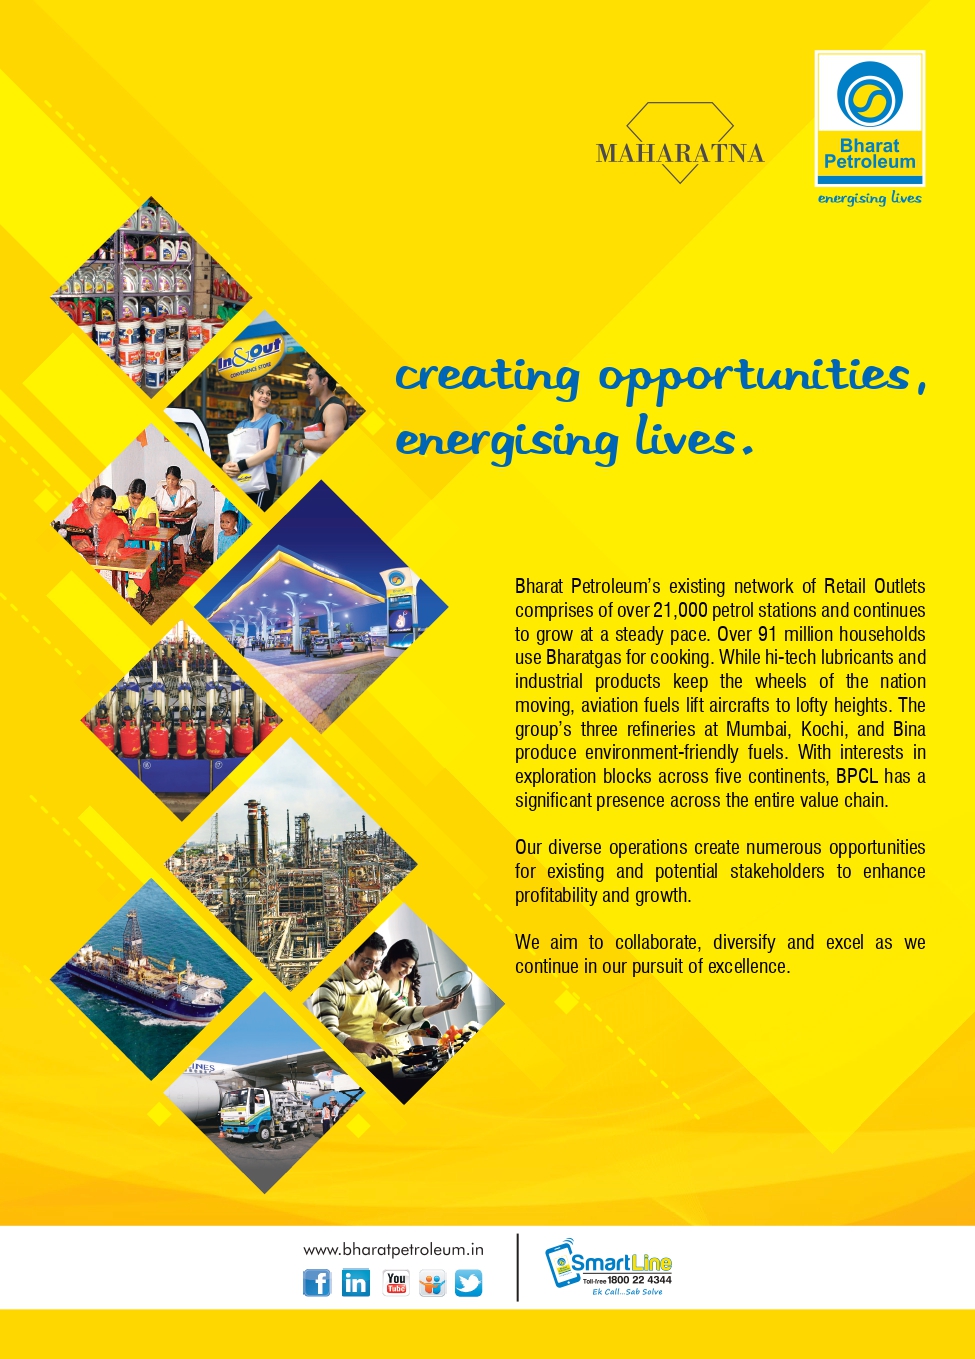 MAHARATNA
Bharat
Petroleum
energising lives
In&Out
CONVENIENCE STORE
creating opportunities,
energising lives.
Bharat Petroleum's existing network of Retail Outlets
comprises of over 21,000 petrol stations and continues
to grow at a steady pace. Over 91 million households
use Bharatgas for cooking. While hi-tech lubricants and
industrial products keep the wheels of the nation
moving, aviation fuels lift aircrafts to lofty heights. The
group's three refineries at Mumbai, Kochi, and Bina
produce environment-friendly fuels. With interests in
exploration blocks across five continents, BPCL has a
significant presence across the entire value chain.
Our diverse operations create numerous opportunities
for existing and potential stakeholders to enhance
profitability and growth.
We aim to collaborate, diversify and excel as we
continue in our pursuit of excellence.
www.bharatpetroleum.in
You
Tube
SmartLine
Toll-free 1800 22 4344
Ek Call...Sab Solve